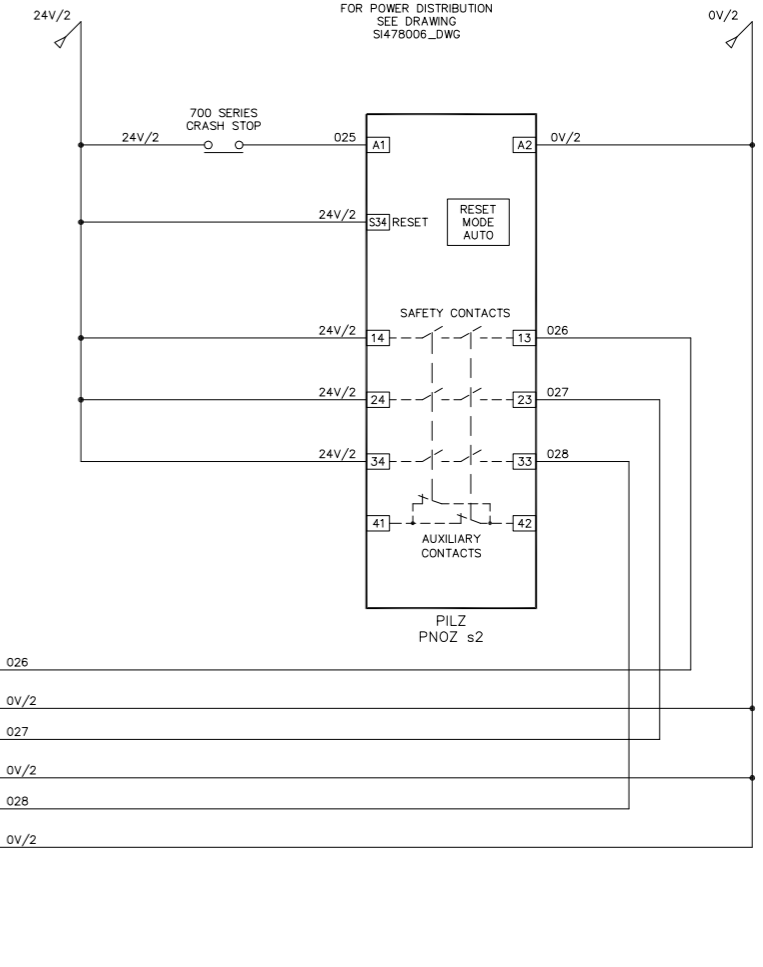 FOR POWER DISTRIBUTION
SEE DRAWING
SI478006_DWG
24V/2
0V/2
700 SERIES
CRASH STOP
24V/2
025
A1
A2
0V/2
24V/2
S34
RESET
RESET
MODE
AUTO
SAFETY CONTACTS
24V/2
14
13
026
24V/2
24
23
027
24V/2
34
33
028
41
42
AUXILIARY
CONTACTS
PILZ
PNOZ s2
026
0V/2
027
0V/2
028
0V/2